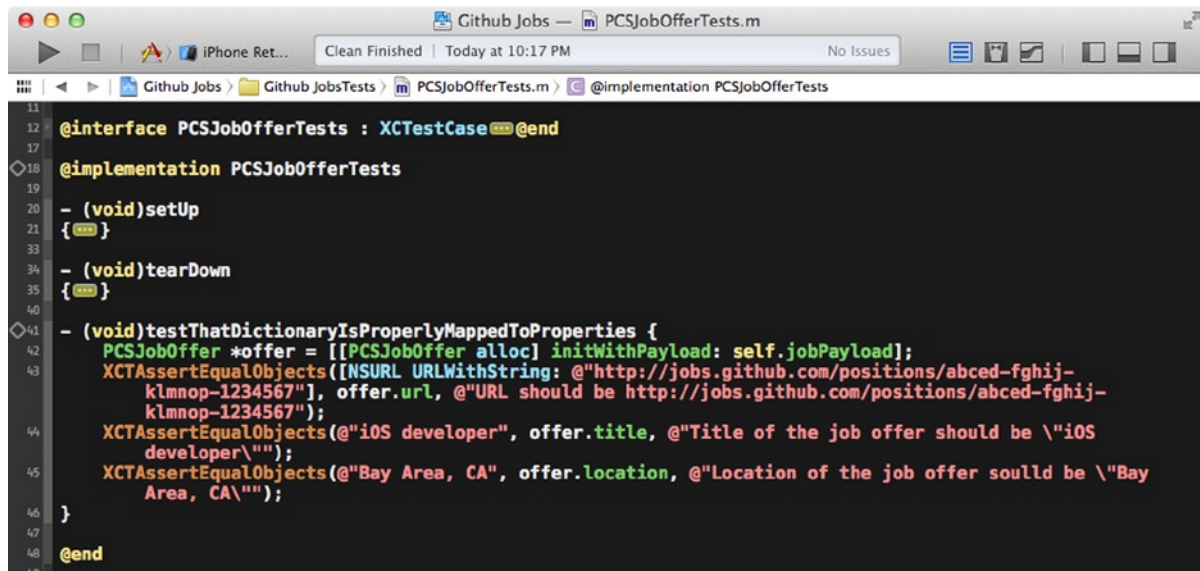 Github Jobs — PCSJobOfferTests.m
iPhone Ret... Clean Finished | Today at 10:17 PM No Issues
Github Jobs Github JobsTests PCSJobOfferTests.m @implementation PCSJobOfferTests
11
12 @interface PCSJobOfferTests : XCTestCase @end
17
18 @implementation PCSJobOfferTests
19
20 - (void)setUp
21 { }
33
34 - (void)tearDown
35 { }
40
41 - (void)testThatDictionaryIsProperlyMappedToProperties {
42 PCSJobOffer *offer = [[PCSJobOffer alloc] initWithPayload: self.jobPayload];
43 XCTAssertEqualObjects([NSURL URLWithString: @"http://jobs.github.com/positions/abced-fghij-
klmnop-1234567"], offer.url, @"URL should be http://jobs.github.com/positions/abced-fghij-
klmnop-1234567");
44 XCTAssertEqualObjects(@"iOS developer", offer.title, @"Title of the job offer should be \"iOS
developer\"");
45 XCTAssertEqualObjects(@"Bay Area, CA", offer.location, @"Location of the job offer soulld be \"Bay
Area, CA\"");
46 }
47
48 @end